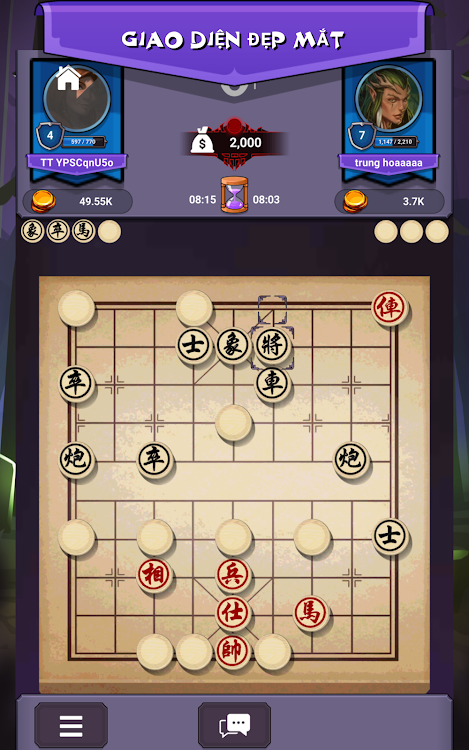 GIAO DIỆN ĐẸP MẮT
4
597 / 770
7
1,147 / 2,210
TT YPSCqnU5o
$
2,000
trung hoaaaaa
49.55K
08:15
08:03
3.7K
象 卒 馬
俥
士 象 將
卒 車
炮 卒 炮
士
相 兵
仕 馬
帥